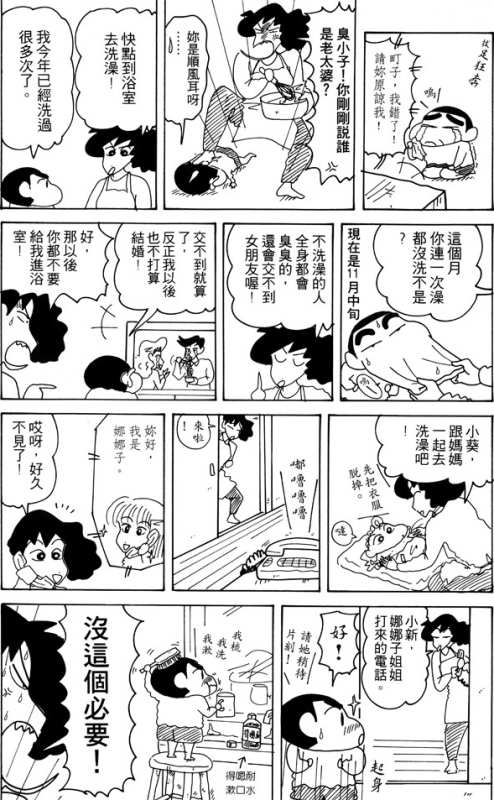 拔足狂奔
町子，我錯了！
請妳原諒我！
嗚
臭小子！你剛剛說誰
是老太婆？
妳是順風耳呀
……
快點到浴室
去洗澡！
我今年已經洗過
很多次了。
這個月
你連一次澡
都沒洗不是
？
現在是11月中旬
嗚
不洗澡的人
全身都會
臭臭的，
還會交不到
女朋友喔！
交不到就算
了，
反正我以後
也不打算
結婚！
好，
那以後
你都不要
給我進浴
室！
小葵，
跟媽媽
一起去
洗澡吧
！
先把衣服
脫掉。
噠
嘟嚕嚕嚕
來啦
！
妳好，
我是
娜娜子。
哎呀，好久
不見了！
小新，
娜娜子姐姐
打來的電話。
好！
請她稍待
片刻！
起身
我梳
我洗
我漱
得嗯耐
漱口水
沒這個必要！